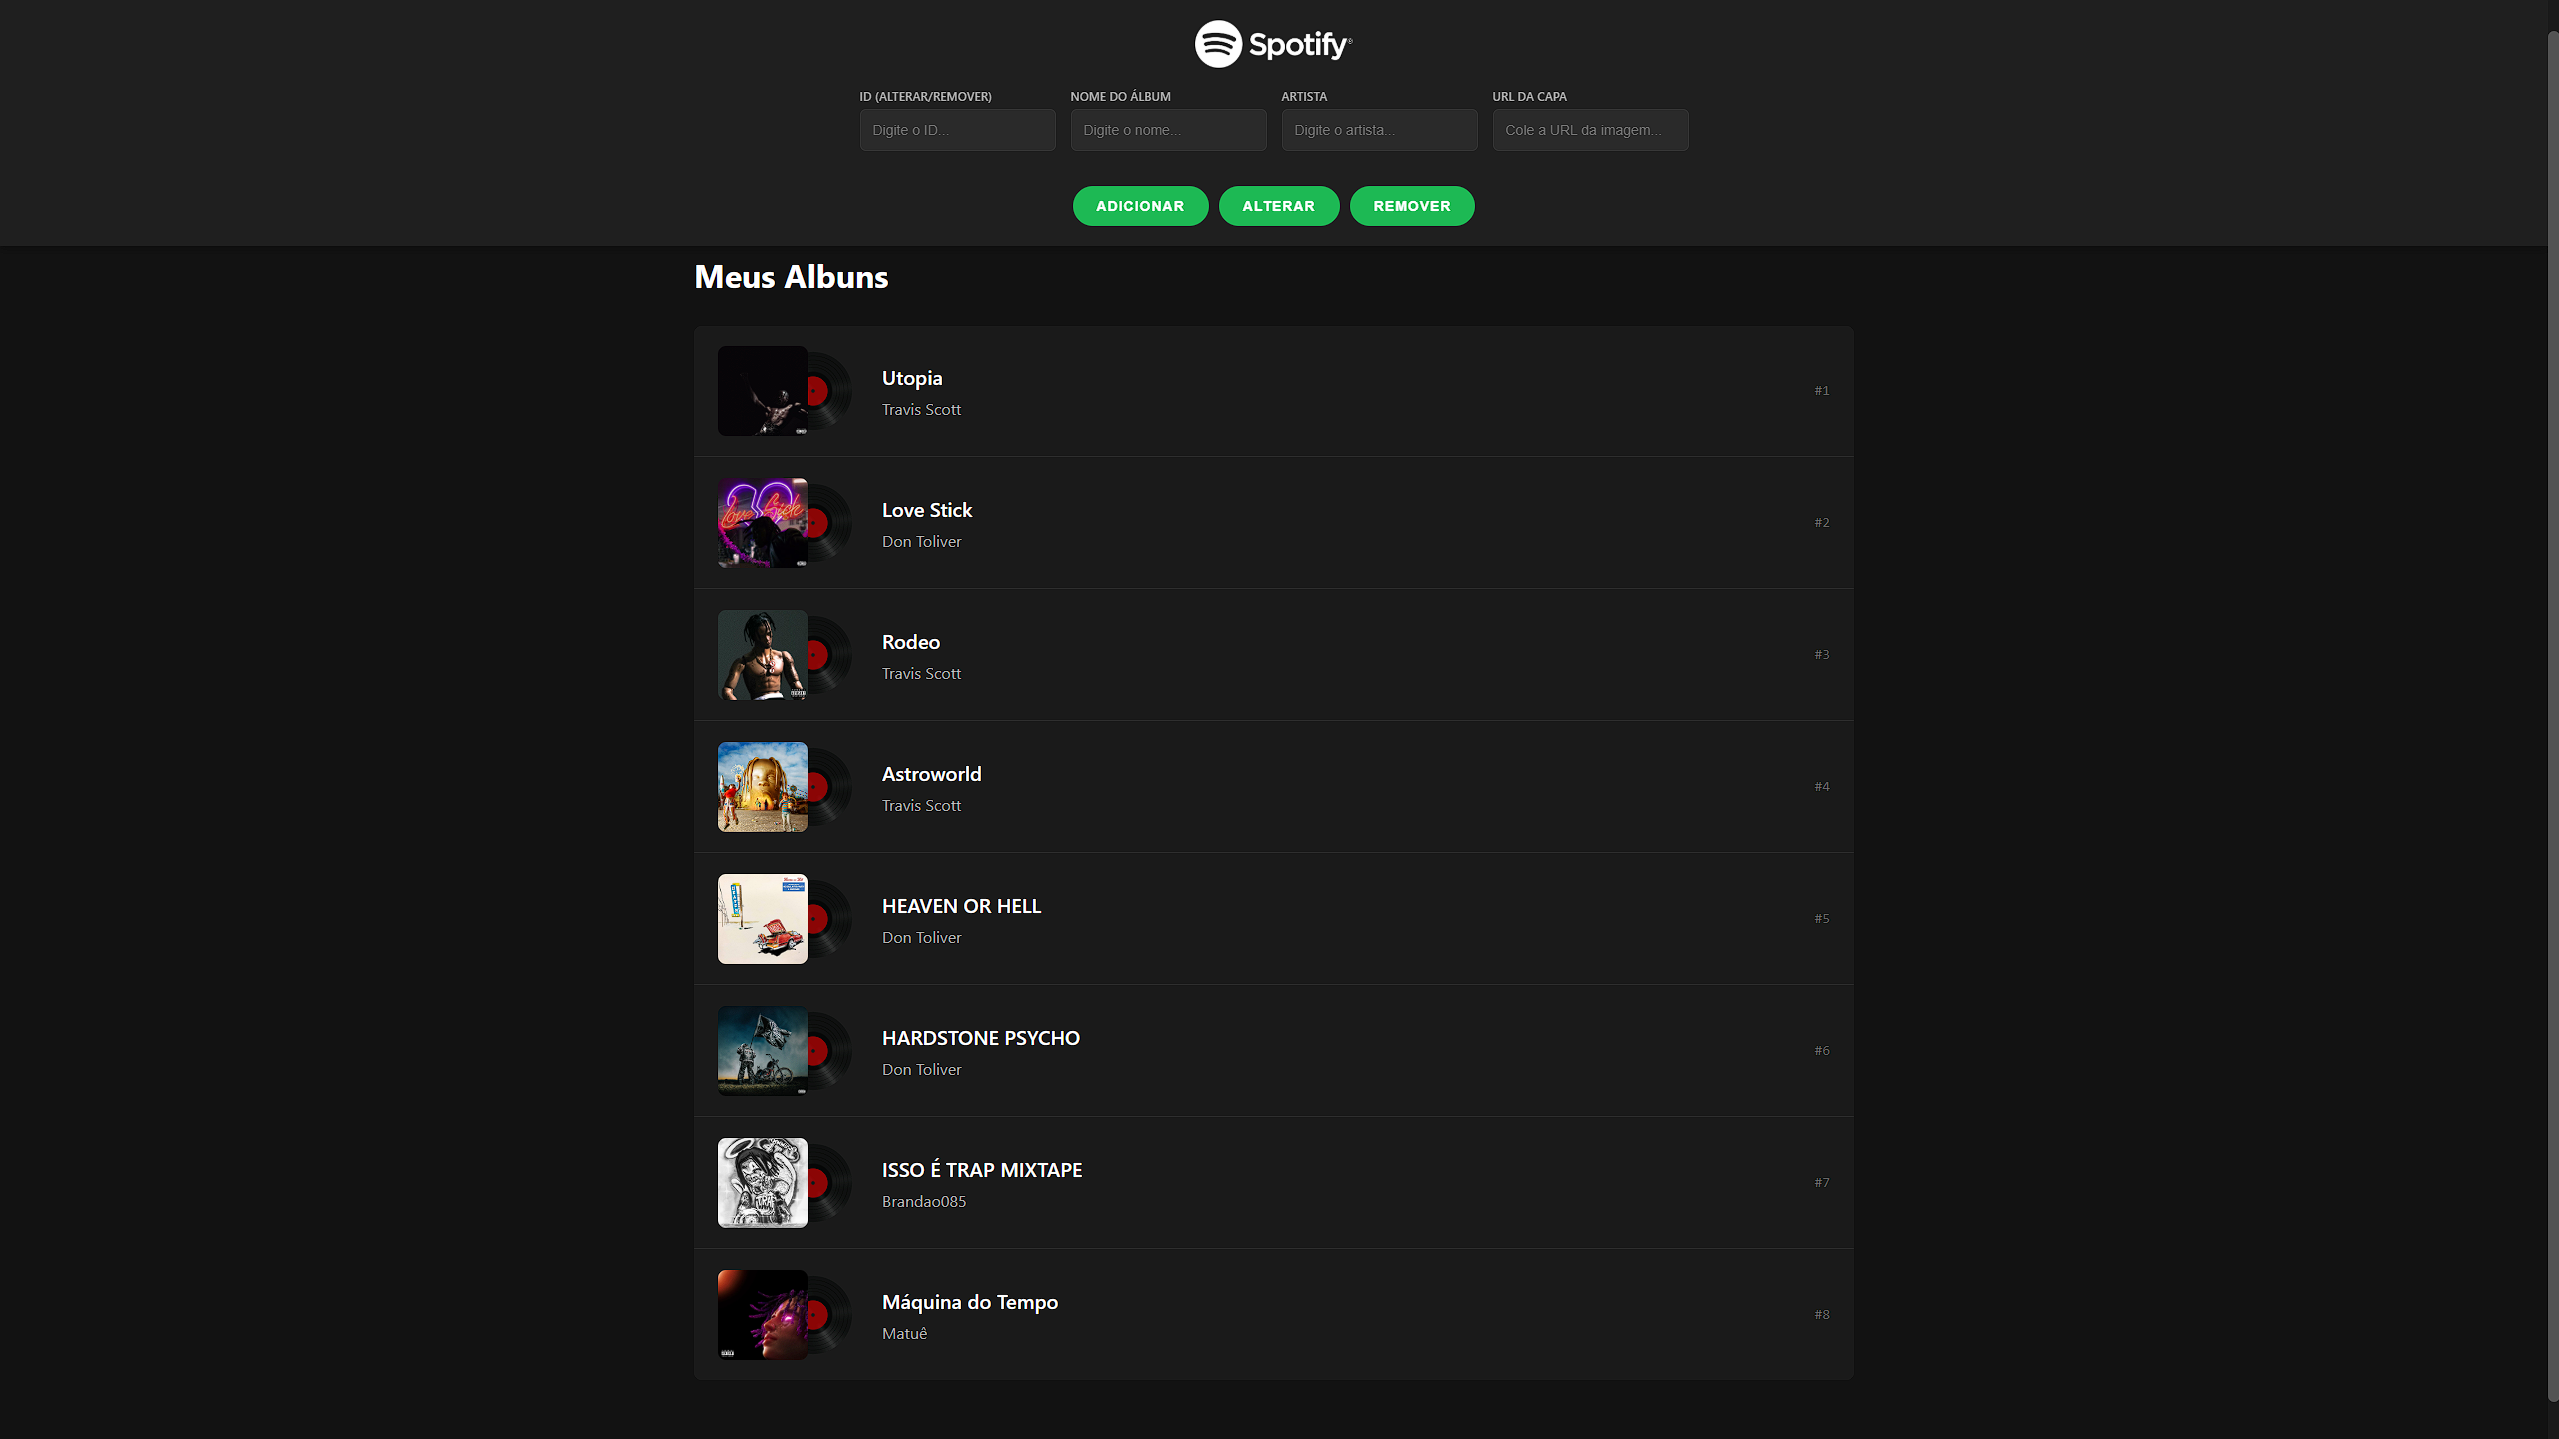 Spotify®
ID (ALTERAR/REMOVER)
Digite o ID...
NOME DO ÁLBUM
Digite o nome...
ARTISTA
Digite o artista...
URL DA CAPA
Cole a URL da imagem...
ADICIONAR
ALTERAR
REMOVER
Meus Albuns
Utopia
Travis Scott
#1
Love Sick
Love Stick
Don Toliver
#2
Rodeo
Travis Scott
#3
Astroworld
Travis Scott
#4
HEAVEN OR HELL
Don Toliver
#5
HARDSTONE PSYCHO
Don Toliver
#6
ISSO É TRAP MIXTAPE
Brandao085
#7
Máquina do Tempo
Matuê
#8